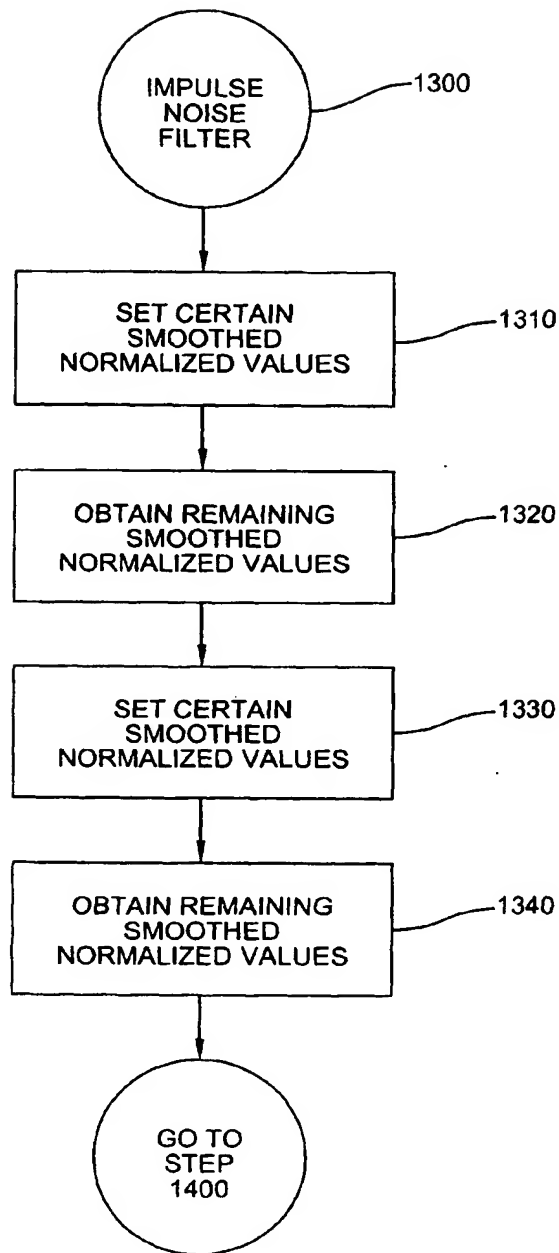 IMPULSE
NOISE
FILTER
1300
SET CERTAIN
SMOOTHED
NORMALIZED VALUES
1310
OBTAIN REMAINING
SMOOTHED
NORMALIZED VALUES
1320
SET CERTAIN
SMOOTHED
NORMALIZED VALUES
1330
OBTAIN REMAINING
SMOOTHED
NORMALIZED VALUES
1340
GO TO
STEP
1400